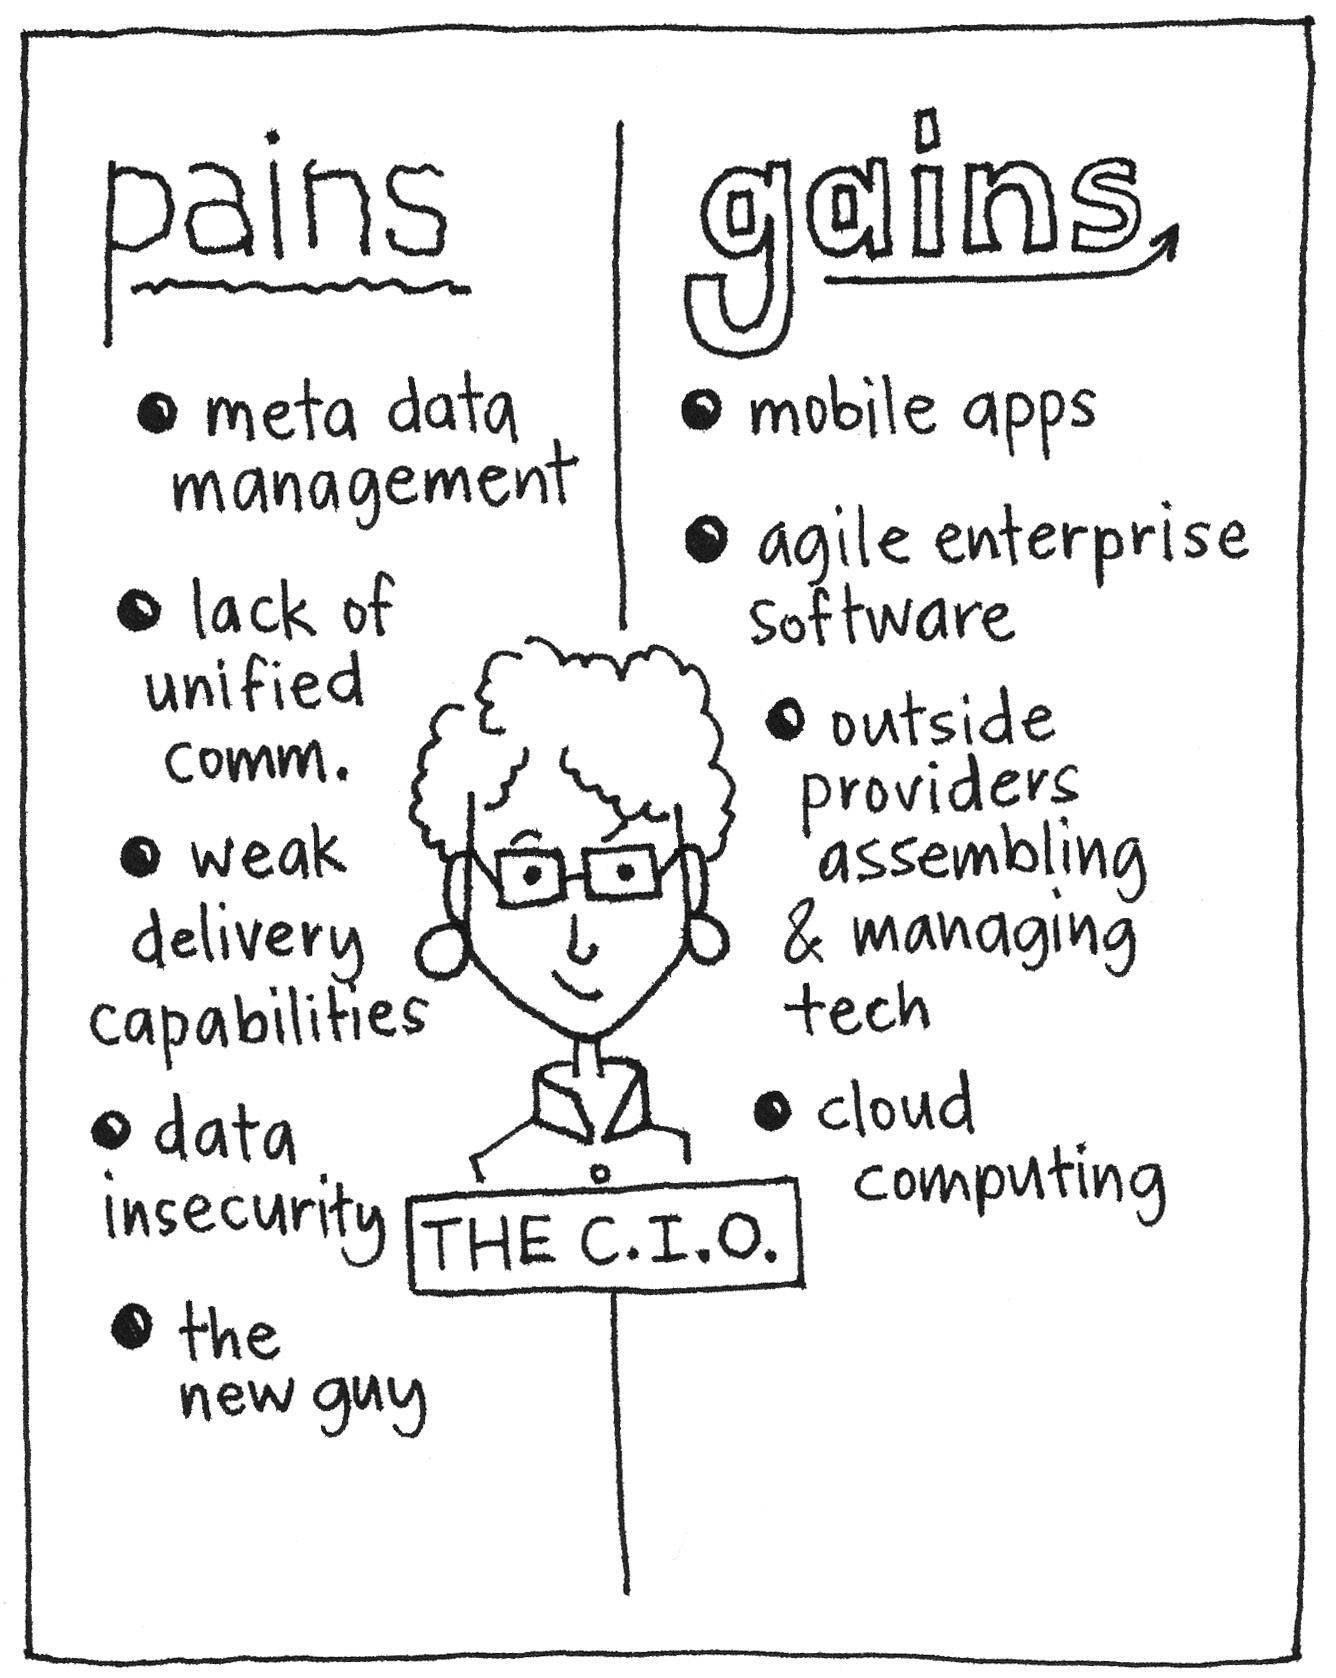 pains
• meta data
management
• lack of
unified
comm.
• weak
delivery
capabilities
• data
insecurity
• the
new guy
gains
• mobile apps
• agile enterprise
software
• outside
providers
assembling
& managing
tech
• cloud
computing
THE C.I.O.